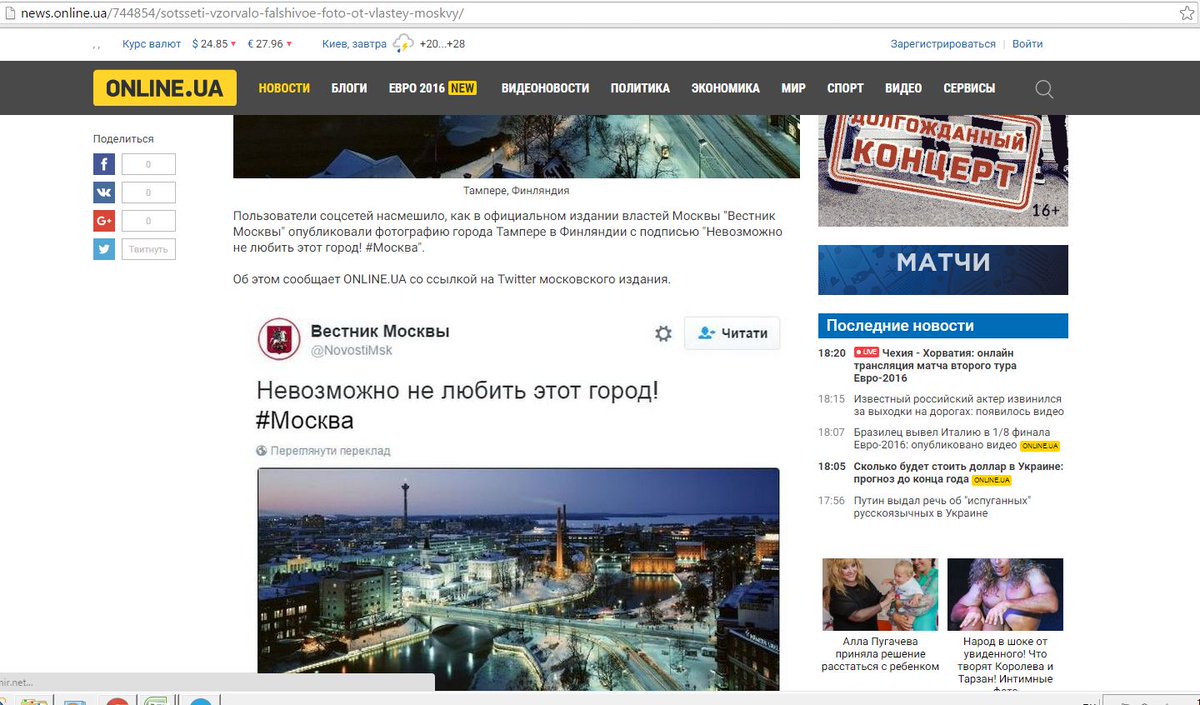 news.online.ua/744854/sotsseti-vzorvalo-falshivoe-foto-ot-vlastey-moskvy/
Курс валют $ 24.85 € 27.96 Киев, завтра +20...+28 Зарегистрироваться Войти
ONLINE.UA НОВОСТИ БЛОГИ ЕВРО 2016 NEW ВИДЕОНОВОСТИ ПОЛИТИКА ЭКОНОМИКА МИР СПОРТ ВИДЕО СЕРВИСЫ
Поделиться
0
0
0
Твитнуть
Тампере, Финляндия
Пользователи соцсетей насмешило, как в официальном издании властей Москвы "Вестник
Москвы" опубликовали фотографию города Тампере в Финляндии с подписью "Невозможно
не любить этот город! #Москва".
Об этом сообщает ONLINE.UA со ссылкой на Twitter московского издания.
Вестник Москвы
@NovostiMsk
Читати
Невозможно не любить этот город!
#Москва
Переглянути переклад
ДОЛГОЖДАННЫЙ
КОНЦЕРТ
16+
МАТЧИ
Последние новости
18:20 LIVE Чехия - Хорватия: онлайн
трансляция матча второго тура
Евро-2016
18:15 Известный российский актер извинился
за выходки на дорогах: появилось видео
18:07 Бразилец вывел Италию в 1/8 финала
Евро-2016: опубликовано видео ONLINE.UA
18:05 Сколько будет стоить доллар в Украине:
прогноз до конца года ONLINE.UA
17:56 Путин выдал речь об "испуганных"
русскоязычных в Украине
Алла Пугачева
приняла решение
расстаться с ребенком
Народ в шоке от
увиденного! Что
творят Королева и
Тарзан! Интимные
фото